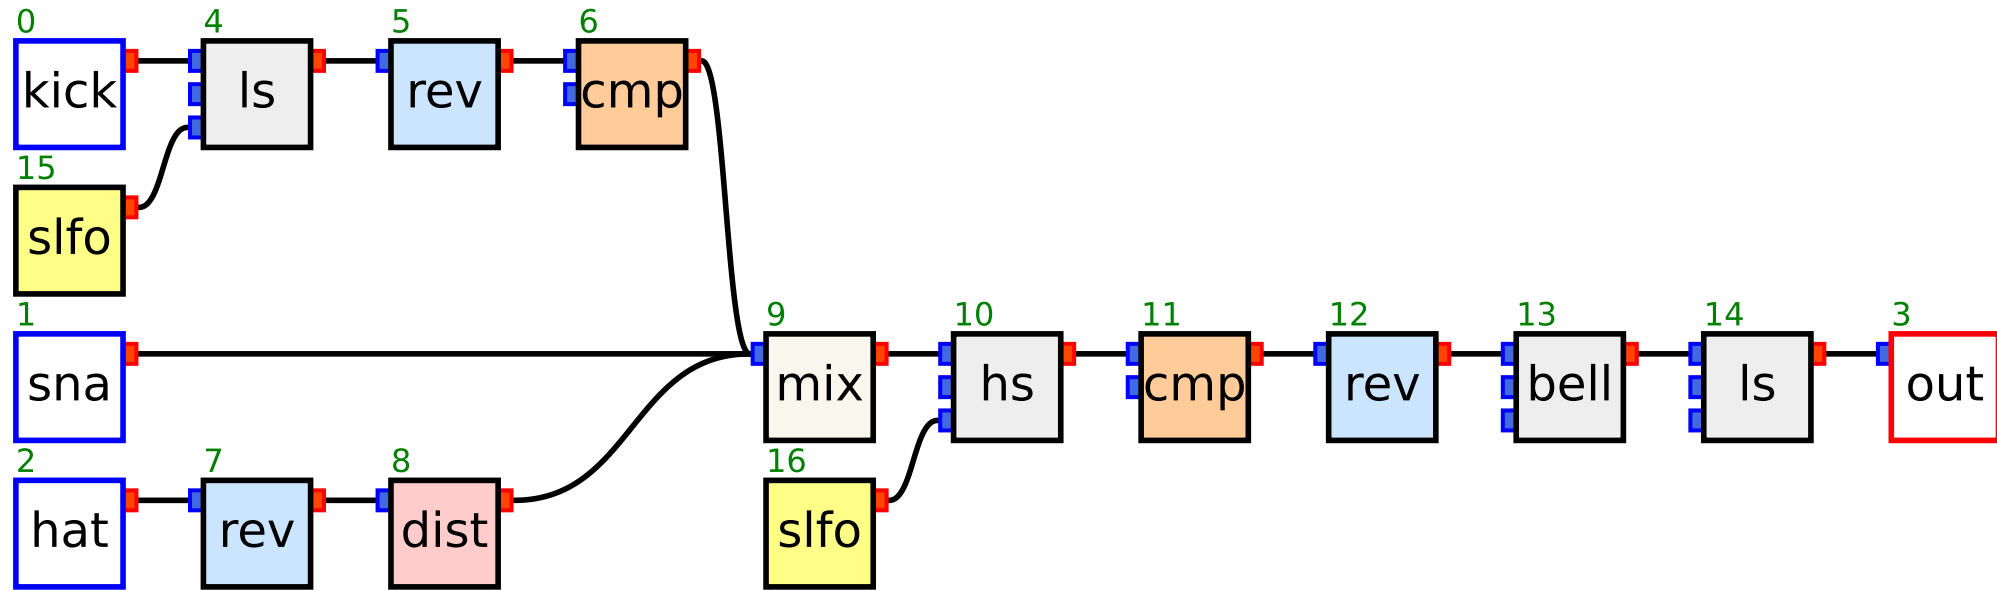 0 4 5 6
kick ls rev cmp
15
slfo
1 9 10 11 12 13 14 3
sna mix hs cmp rev bell ls out
2 7 8 16
hat rev dist slfo